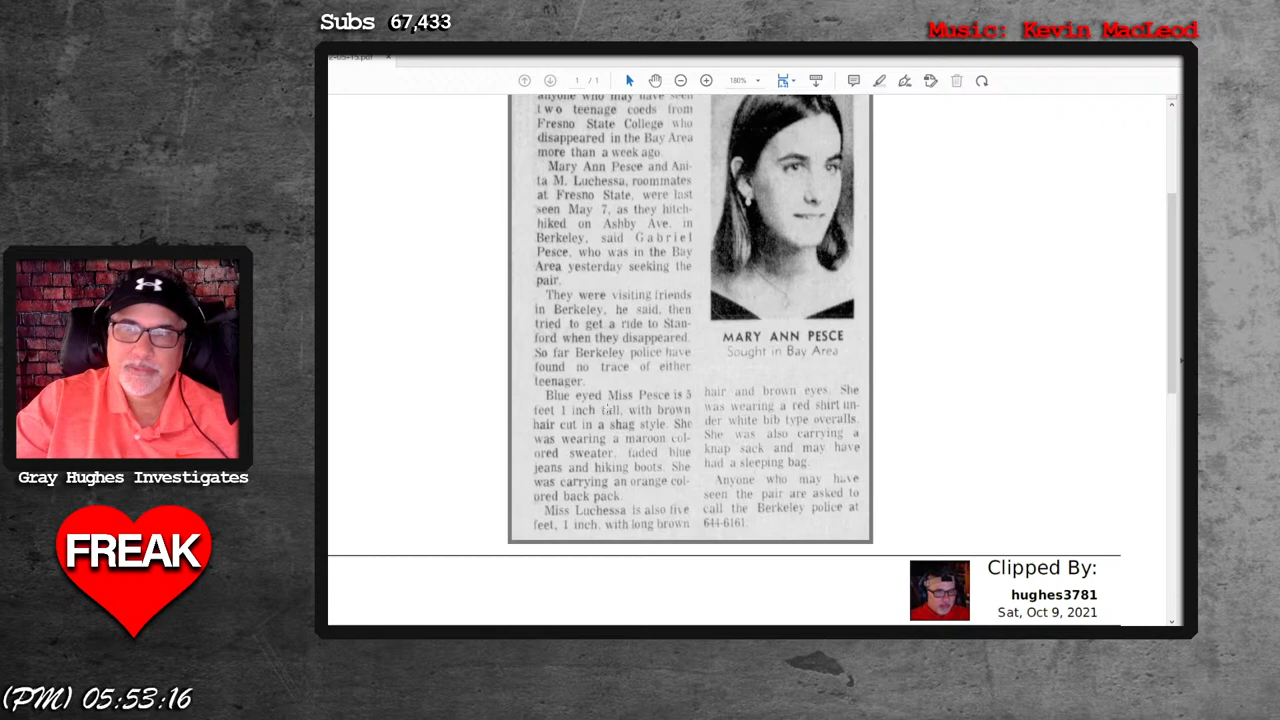 Subs 67,433
Music: Kevin MacLeod
1 / 1
180%
anyone who may have seen
two teenage coeds from
Fresno State College who
disappeared in the Bay Area
more than a week ago.
Mary Ann Pesce and Ani-
ta M. Luchessa, roommates
at Fresno State, were last
seen May 7, as they hitch-
hiked on Ashby Ave. in
Berkeley, said Gabriel
Pesce, who was in the Bay
Area yesterday seeking the
pair.
They were visiting friends
in Berkeley, he said, then
tried to get a ride to Stan-
ford when they disappeared.
So far Berkeley police have
found no trace of either
teenager.
Blue eyed Miss Pesce is 5
feet 1 inch tall, with brown
hair cut in a shag style. She
was wearing a maroon col-
ored sweater, faded blue
jeans and hiking boots. She
was carrying an orange col-
ored back pack.
Miss Luchessa is also five
feet, 1 inch, with long brown
MARY ANN PESCE
Sought in Bay Area
hair and brown eyes. She
was wearing a red shirt un-
der white bib type overalls.
She was also carrying a
knap sack and may have
had a sleeping bag.
Anyone who may have
seen the pair are asked to
call the Berkeley police at
644-6161.
Clipped By:
hughes3781
Sat, Oct 9, 2021
Gray Hughes Investigates
FREAK
(PM) 05:53:16